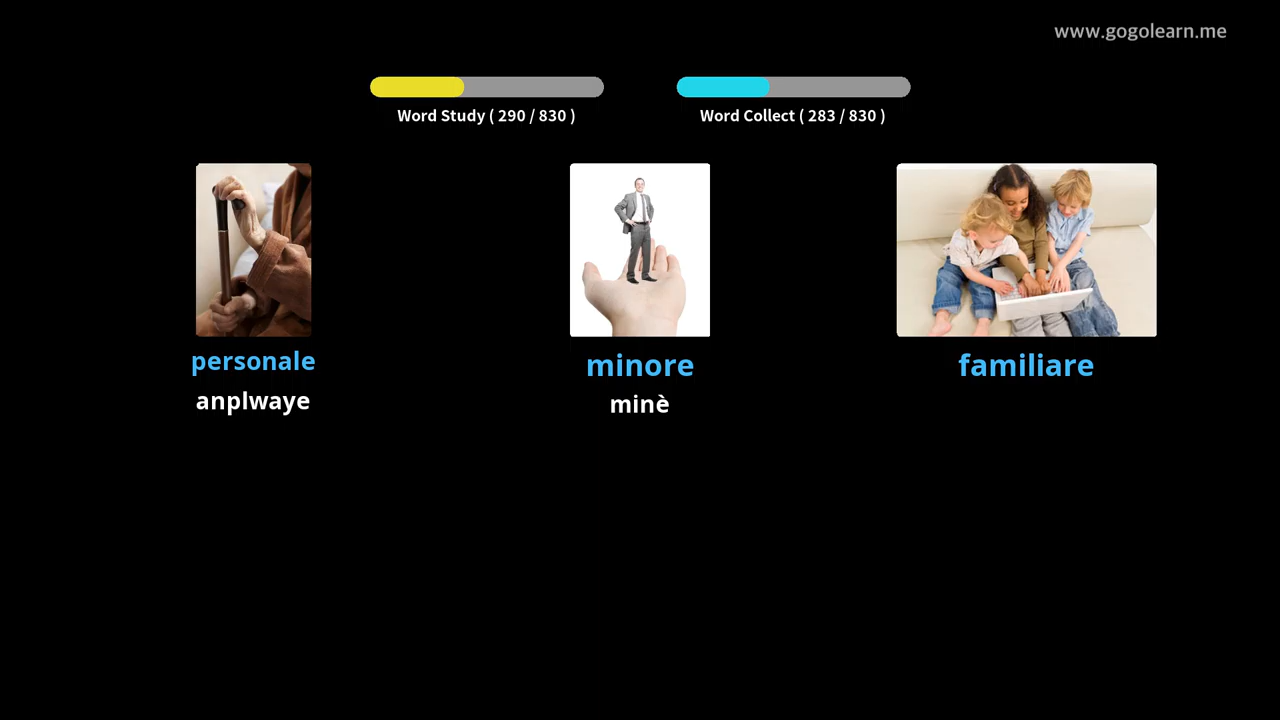 www.gogolearn.me
Word Study ( 290 / 830 )
Word Collect ( 283 / 830 )
personale
minore
familiare
anplwaye
minè